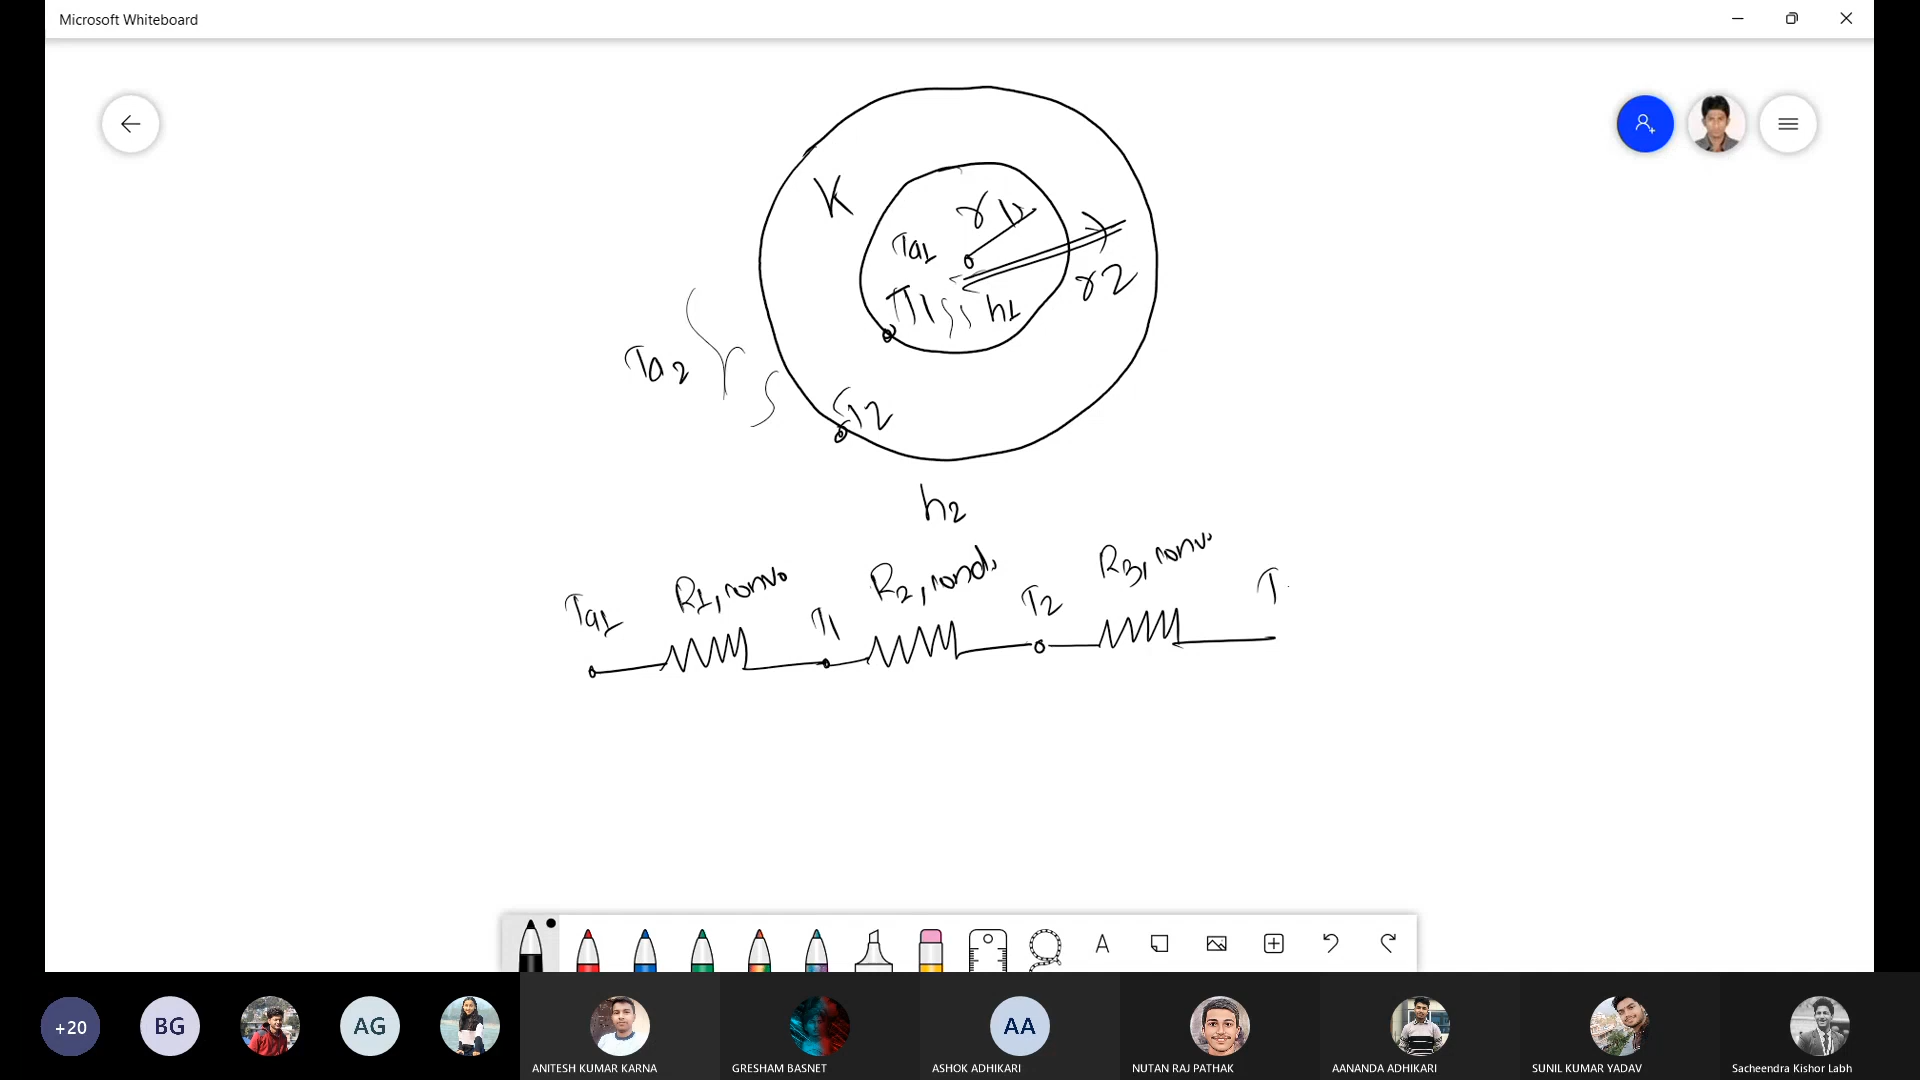 Microsoft Whiteboard
K
r1
Ta1
r2
T1
h1
Ta2
T2
h2
Ta1
R1, conv.
T1
R2, cond.
T2
R3, conv.
T
A
+20
BG
AG
AA
ANITESH KUMAR KARNA
GRESHAM BASNET
ASHOK ADHIKARI
NUTAN RAJ PATHAK
AANANDA ADHIKARI
SUNIL KUMAR YADAV
Sacheendra Kishor Labh